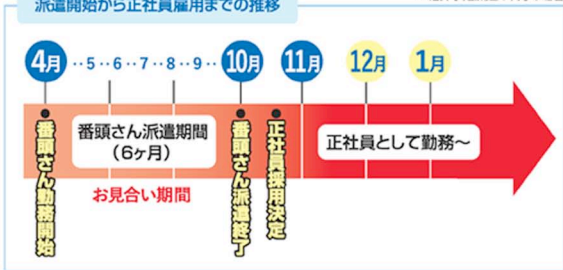 派遣開始から正社員雇用までの推移
4月‥5‥6‥7‥8‥9‥10月 11月 12月 1月
番頭さん勤務開始
番頭さん派遣期間
(6ヶ月)
お見合い期間
番頭さん派遣終了
正社員採用決定
正社員として勤務〜